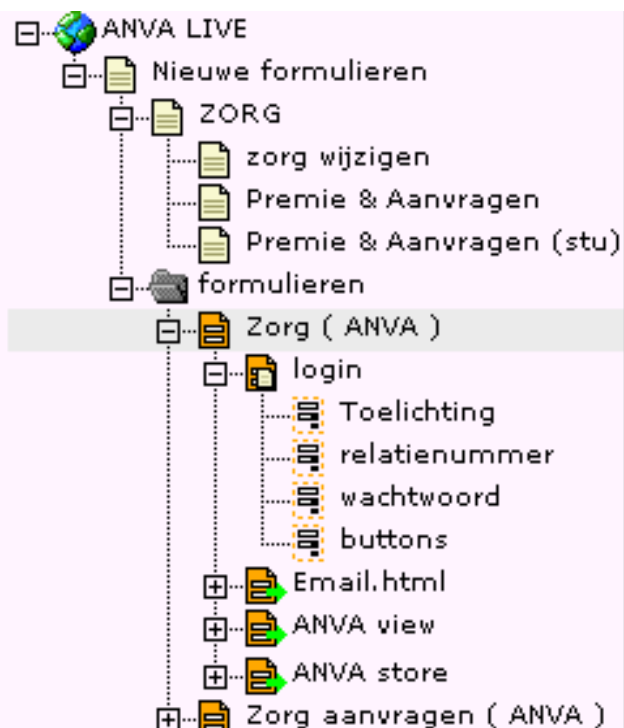 ANVA LIVE
Nieuwe formulieren
ZORG
zorg wijzigen
Premie & Aanvragen
Premie & Aanvragen (stu)
formulieren
Zorg ( ANVA )
login
Toelichting
relatienummer
wachtwoord
buttons
Email.html
ANVA view
ANVA store
Zorg aanvragen ( ANVA )